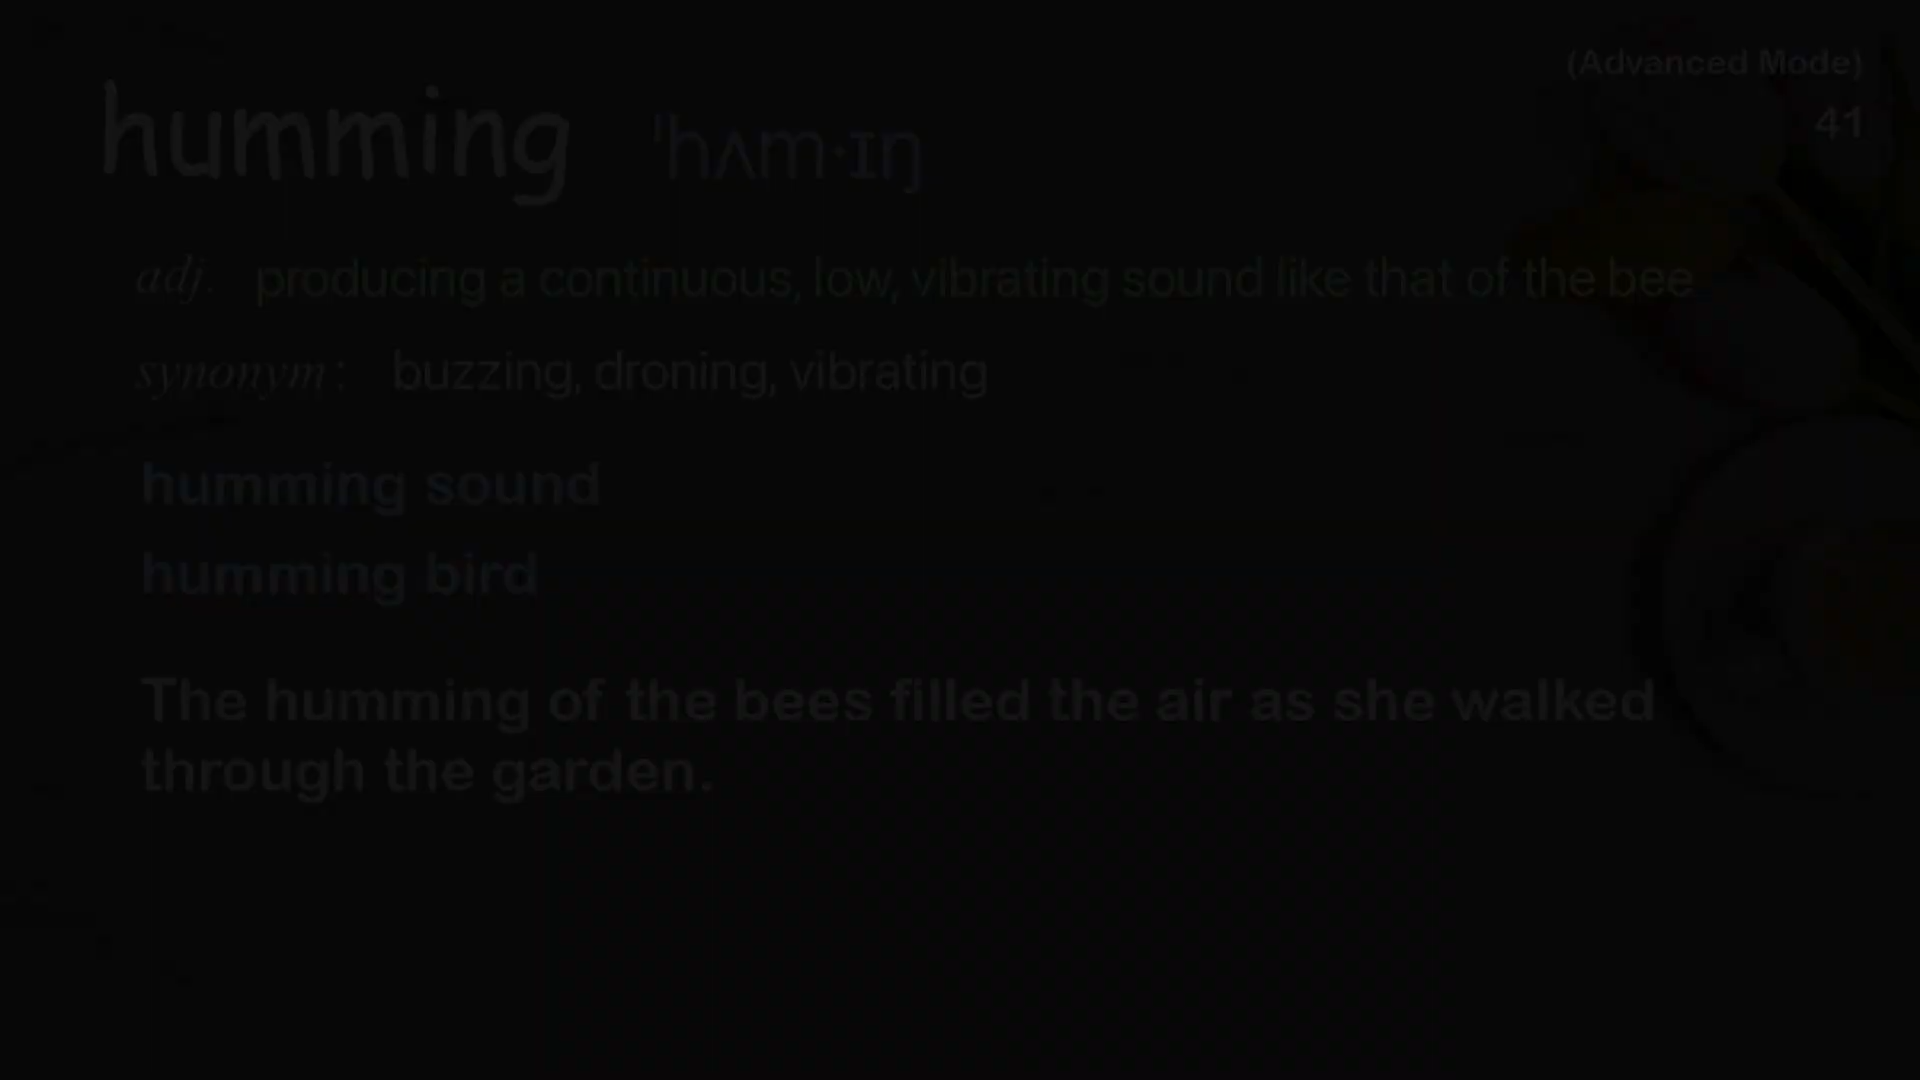 (Advanced Mode)
41
humming ˈhʌm·ɪŋ
adj. producing a continuous, low, vibrating sound like that of the bee
synonym: buzzing, droning, vibrating
humming sound
humming bird
The humming of the bees filled the air as she walked
through the garden.